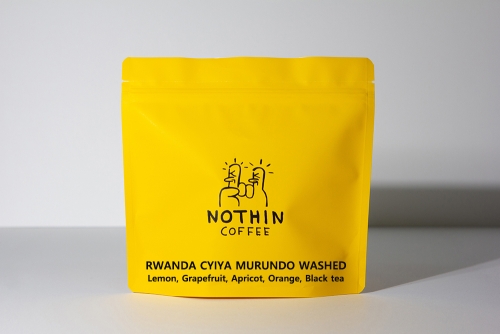 NOTHIN
COFFEE
RWANDA CYIYA MURUNDO WASHED
Lemon, Grapefruit, Apricot, Orange, Black tea